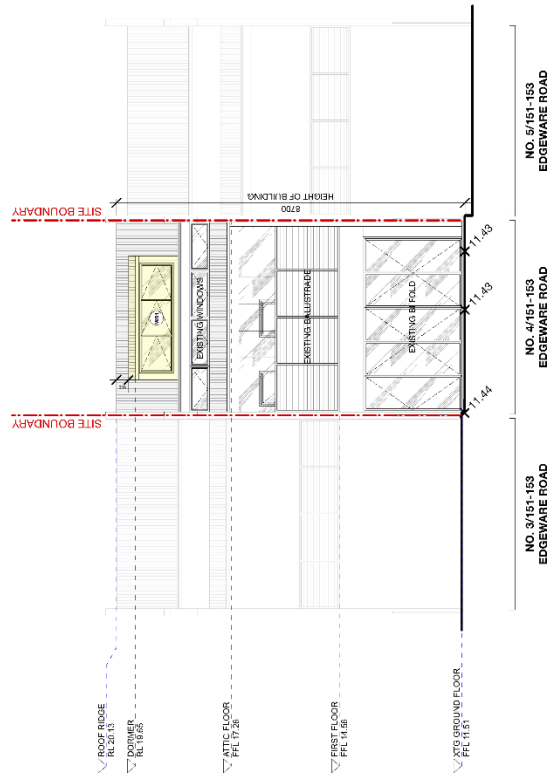 ROOF RIDGE
RL 20.13
DORMER
RL 19.65
ATTIC FLOOR
FFL 17.26
FIRST FLOOR
FFL 14.56
XTG GROUND FLOOR
FFL 11.51
SITE BOUNDARY
SITE BOUNDARY
8700
HEIGHT OF BUILDING
EXISTING WINDOWS
EXISTING BALUSTRADE
EXISTING BI FOLD
11.44
11.43
11.43
NO. 3/151-153
EDGEWARE ROAD
NO. 4/151-153
EDGEWARE ROAD
NO. 5/151-153
EDGEWARE ROAD